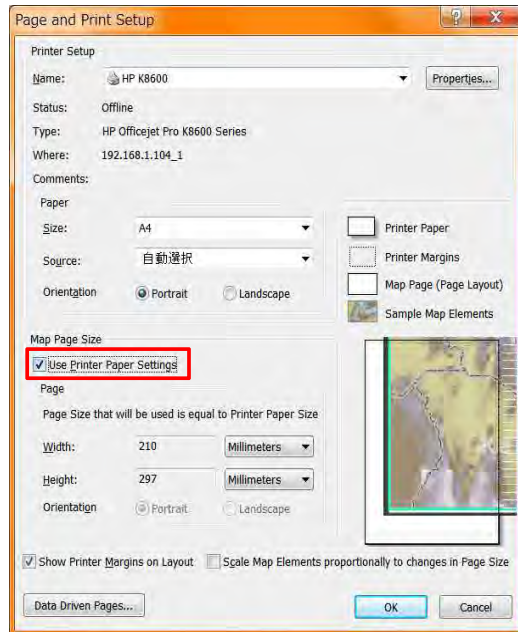 Page and Print Setup
Printer Setup
Name: HP K8600 Properties...
Status: Offline
Type: HP Officejet Pro K8600 Series
Where: 192.168.1.104_1
Comments:
Paper
Size: A4
Printer Paper
Source: 自動選択
Printer Margins
Orientation Portrait Landscape
Map Page (Page Layout)
Sample Map Elements
Map Page Size
Use Printer Paper Settings
Page
Page Size that will be used is equal to Printer Paper Size
Width: 210 Millimeters
Height: 297 Millimeters
Orientation Portrait Landscape
Show Printer Margins on Layout Scale Map Elements proportionally to changes in Page Size
Data Driven Pages... OK Cancel